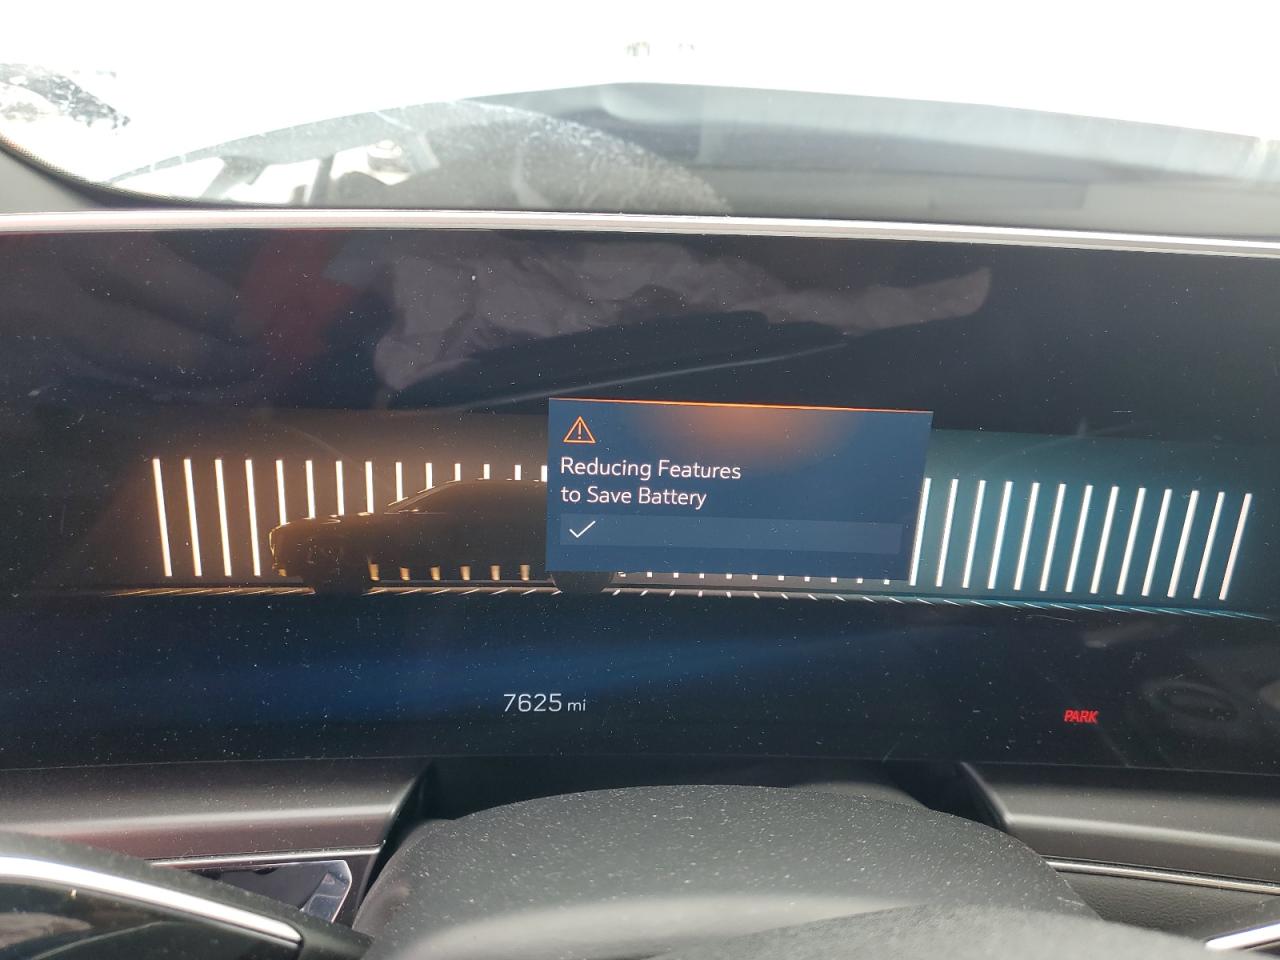 Reducing Features
to Save Battery
7625 mi
PARK